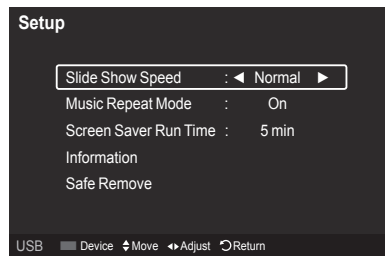 Setup
Slide Show Speed : ◀ Normal ▶
Music Repeat Mode : On
Screen Saver Run Time : 5 min
Information
Safe Remove
USB Device Move Adjust Return